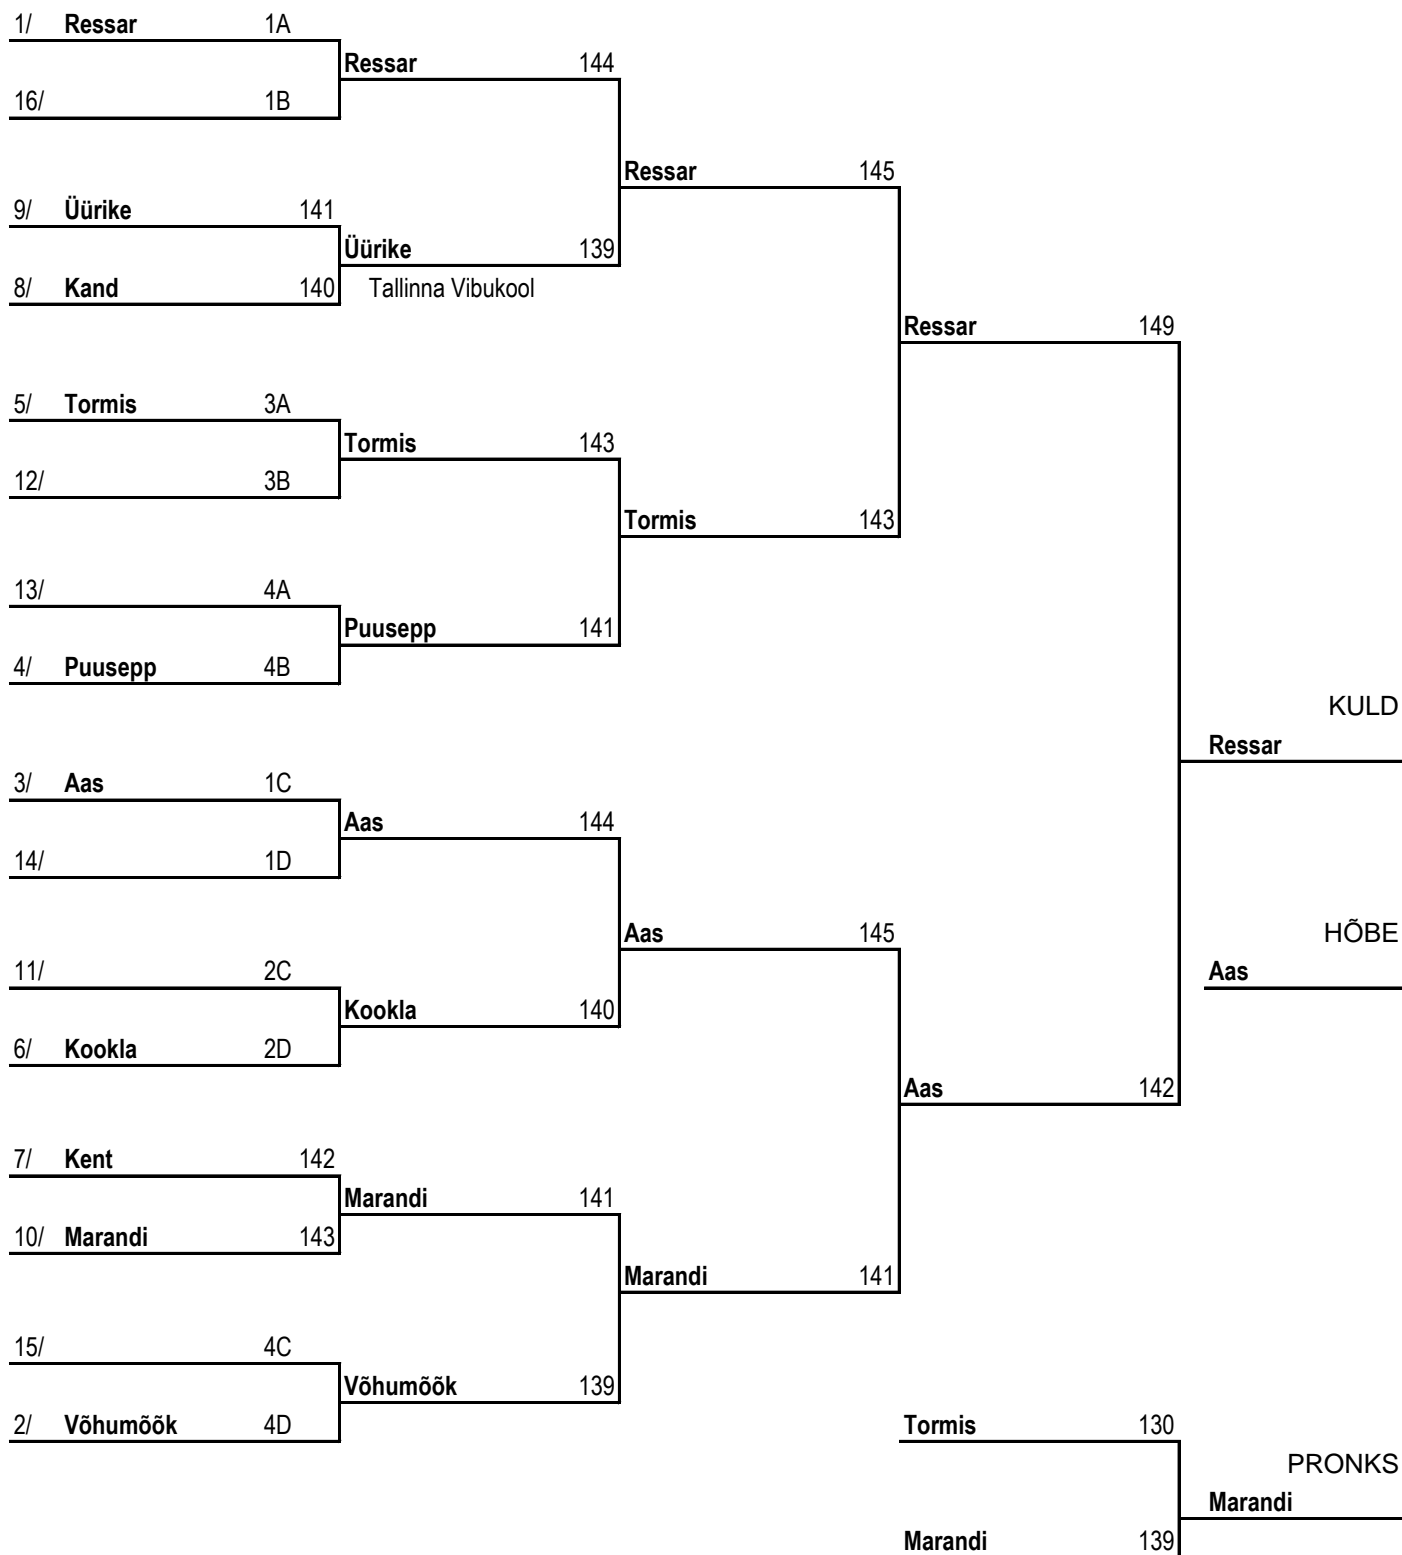 1/ Ressar 1A
Ressar 144
16/ 1B
Ressar 145
9/ Üürike 141
Üürike 139
8/ Kand 140 Tallinna Vibukool
Ressar 149
5/ Tormis 3A
Tormis 143
12/ 3B
Tormis 143
13/ 4A
Puusepp 141
4/ Puusepp 4B
KULD
Ressar
3/ Aas 1C
Aas 144
14/ 1D
Aas 145
HÕBE
11/ 2C
Aas
Kookla 140
6/ Kookla 2D
Aas 142
7/ Kent 142
Marandi 141
10/ Marandi 143
Marandi 141
15/ 4C
Võhumõõk 139
2/ Võhumõõk 4D
Tormis 130
PRONKS
Marandi
Marandi 139